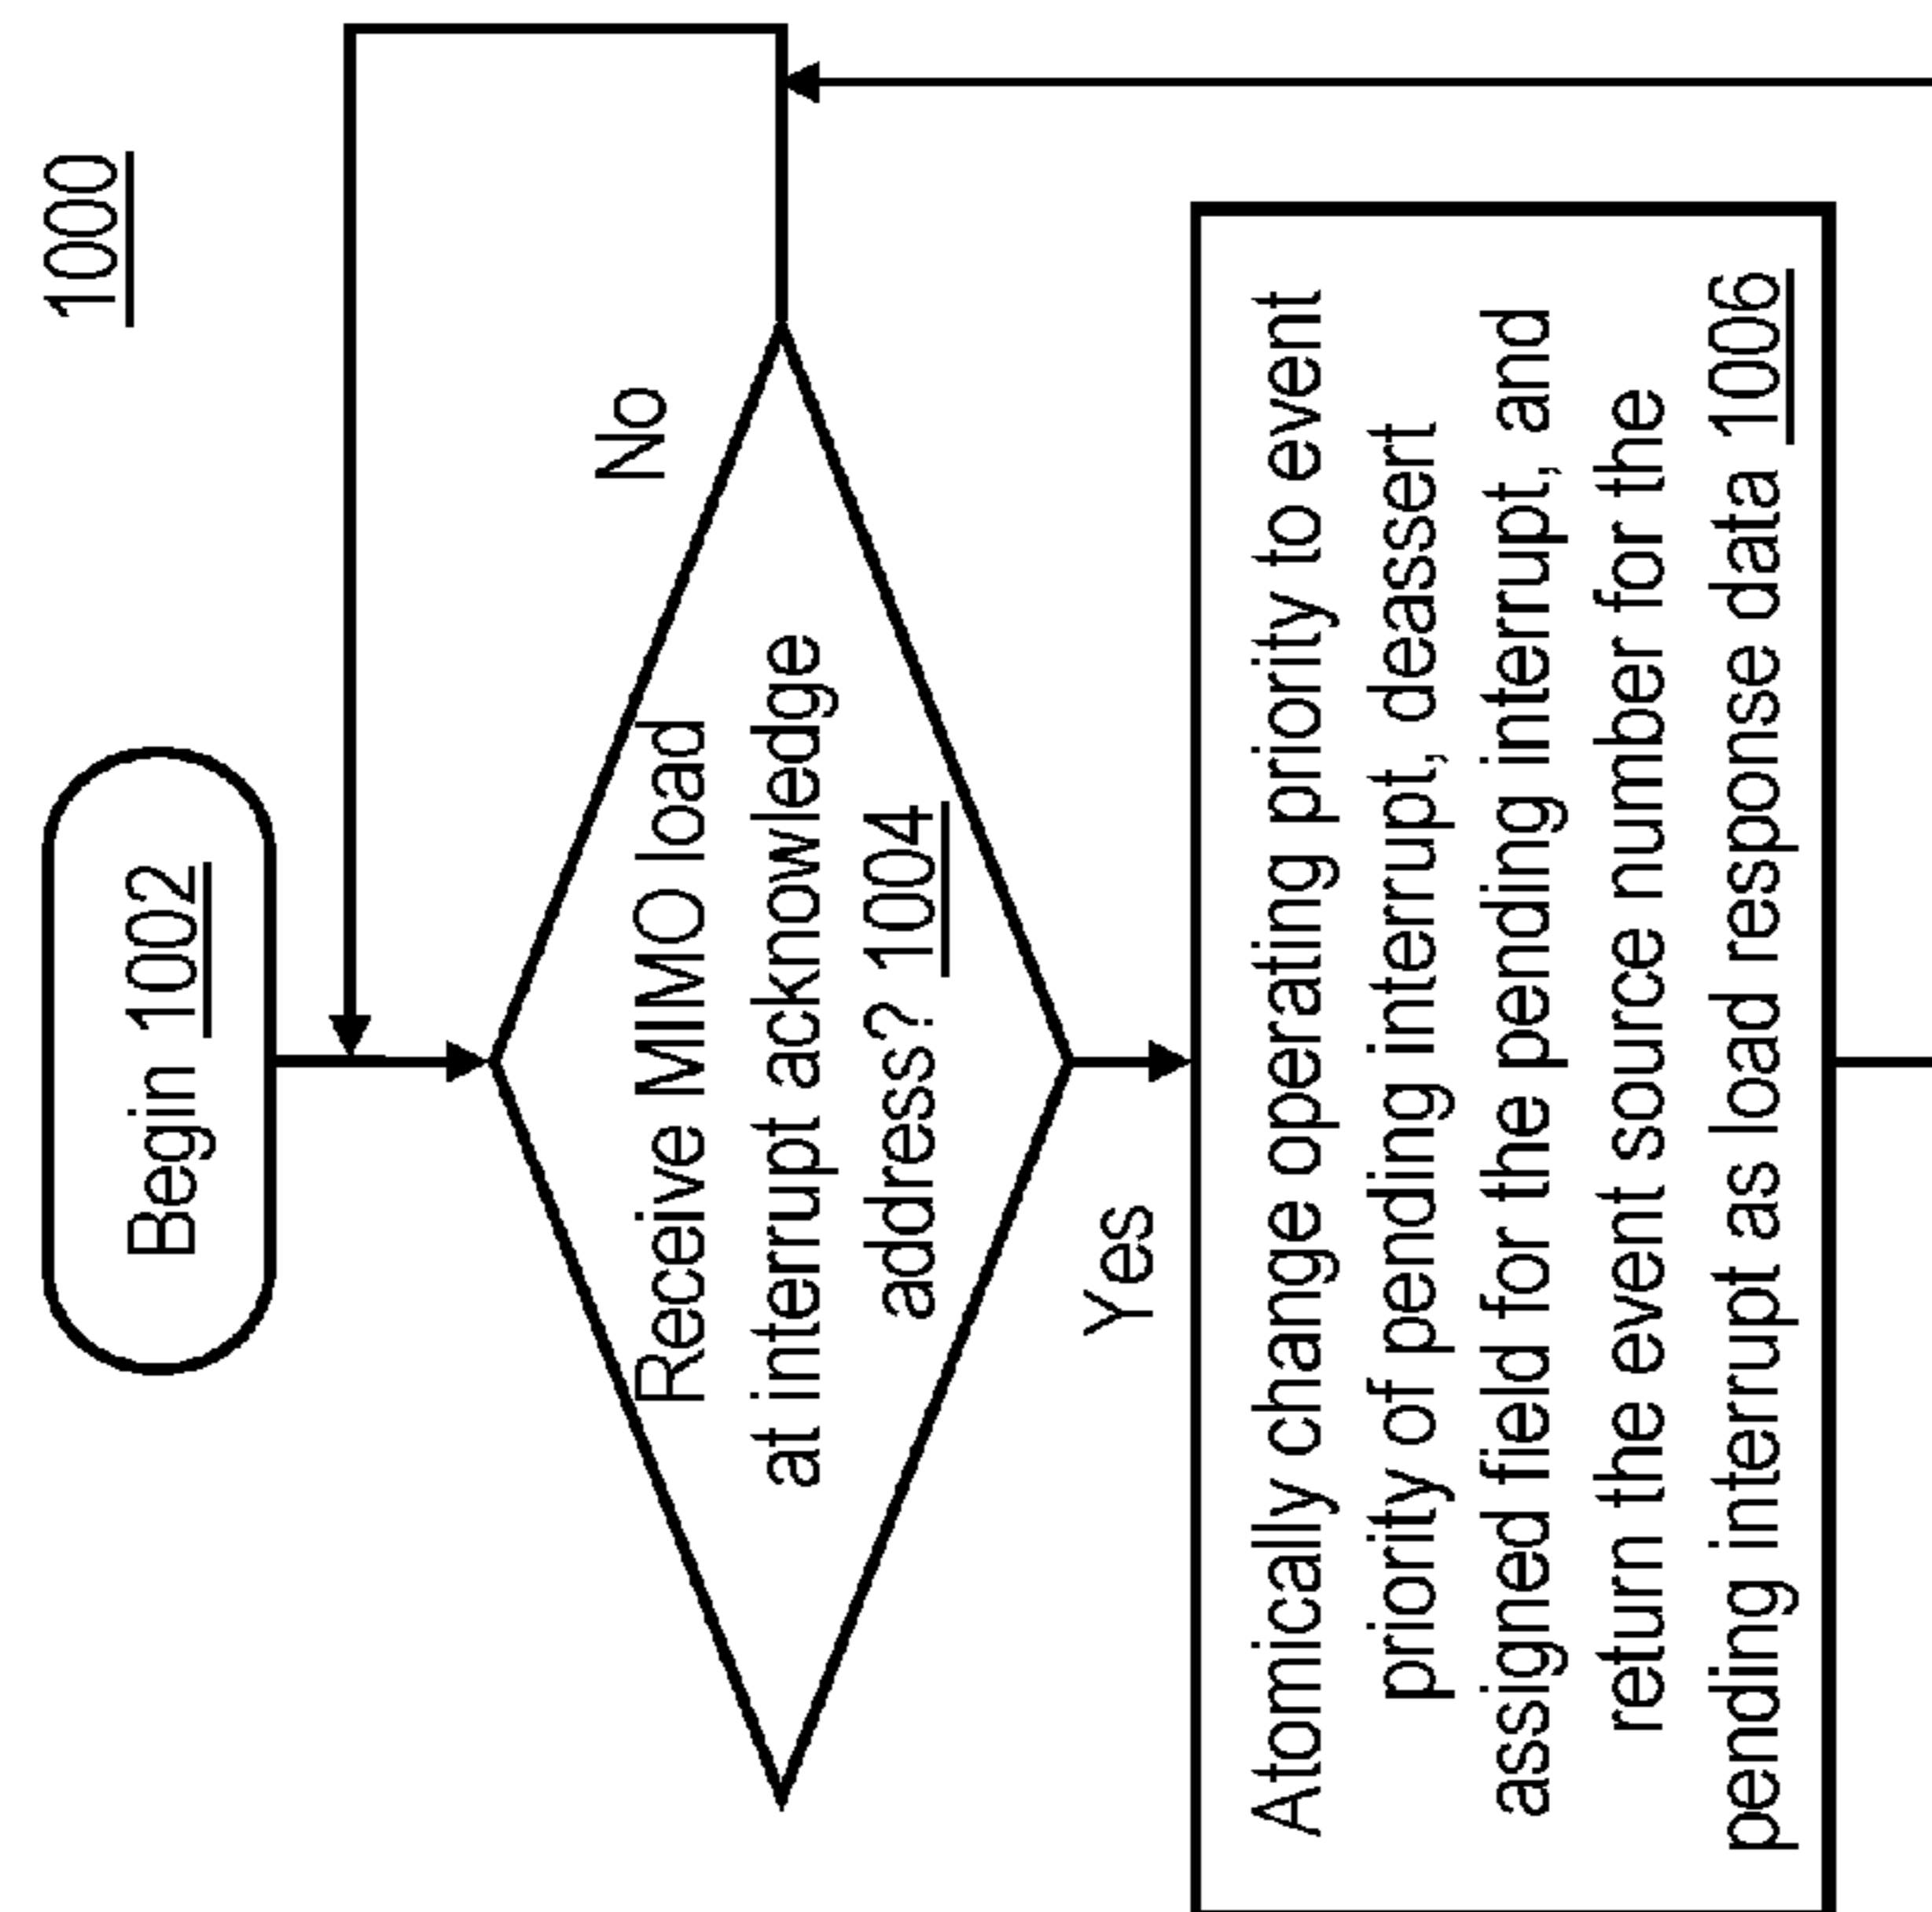 1000
Begin 1002
Receive MIMO load
at interrupt acknowledge
address? 1004
No
Yes
Atomically change operating priority to event
priority of pending interrupt, deassert
assigned field for the pending interrupt, and
return the event source number for the
pending interrupt as load response data 1006